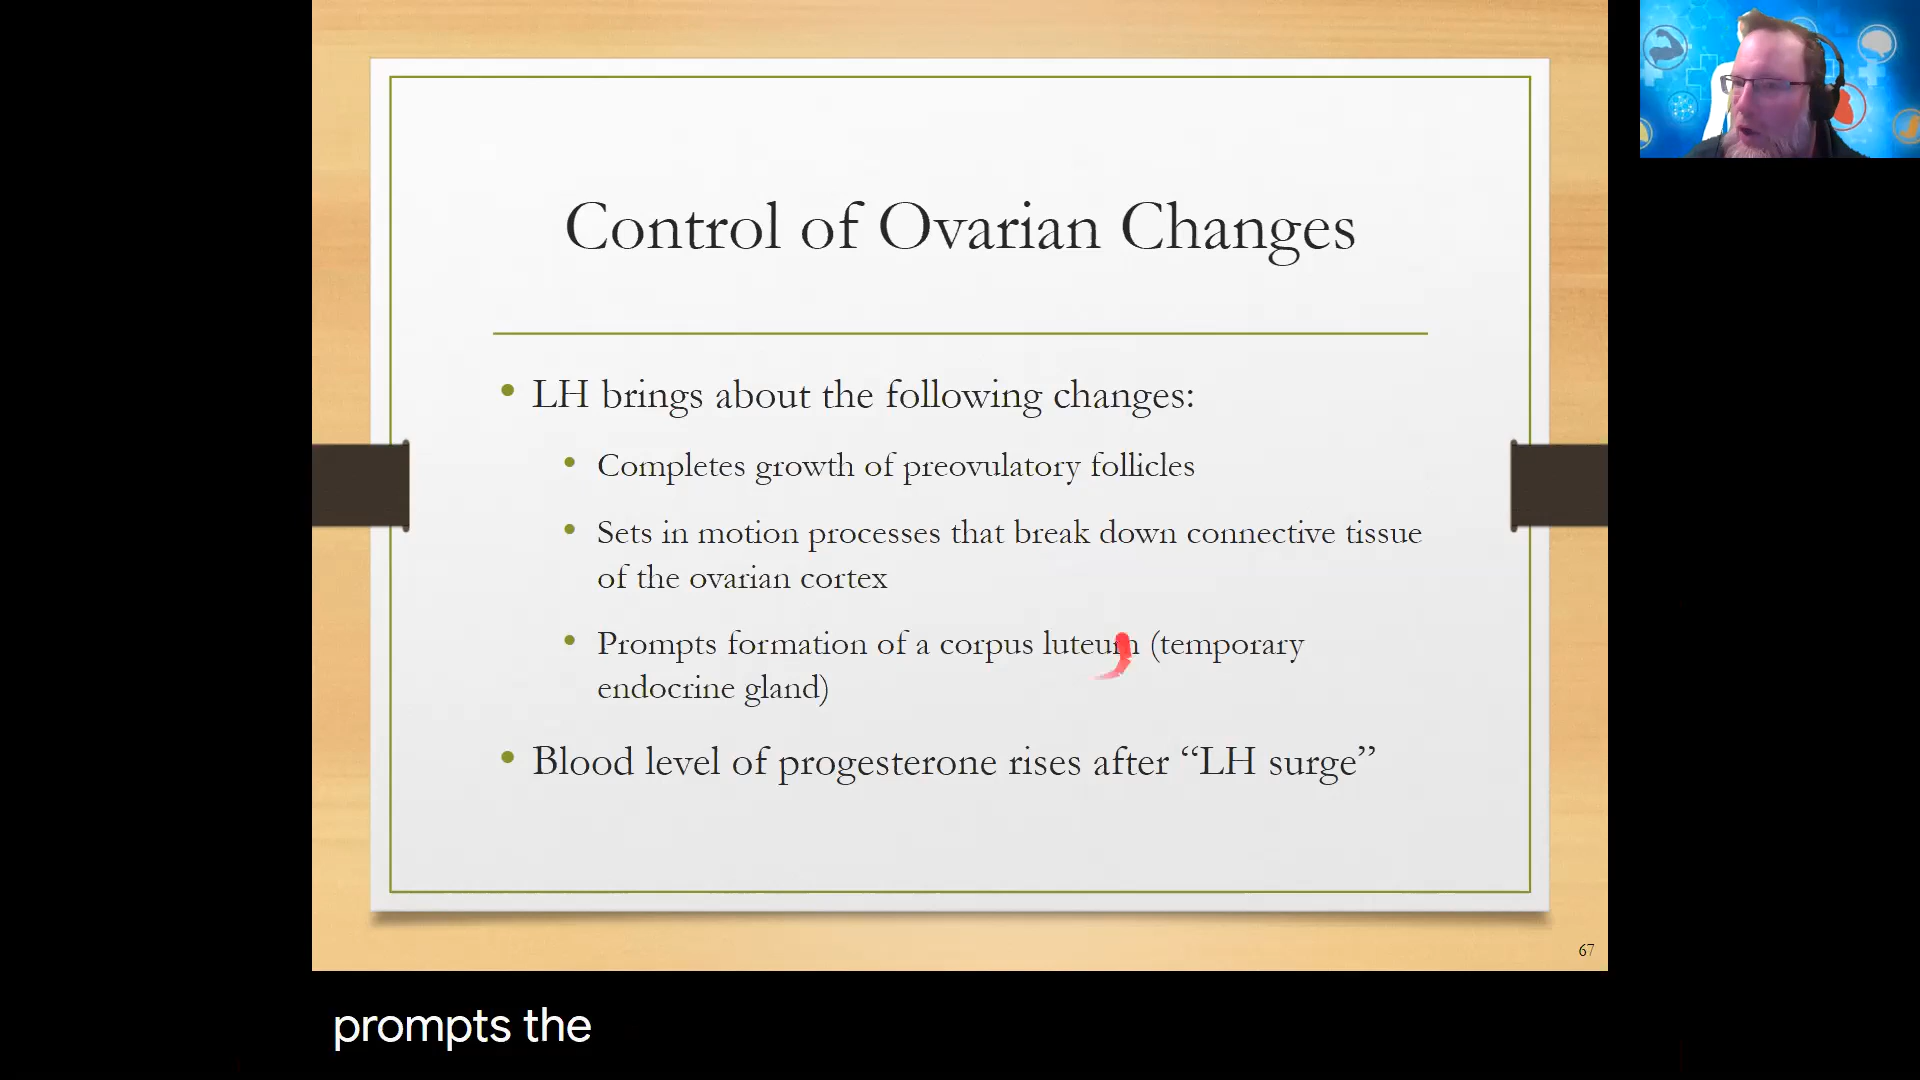 Control of Ovarian Changes
• LH brings about the following changes:
• Completes growth of preovulatory follicles
• Sets in motion processes that break down connective tissue
of the ovarian cortex
• Prompts formation of a corpus luteum (temporary
endocrine gland)
• Blood level of progesterone rises after “LH surge”
67
prompts the